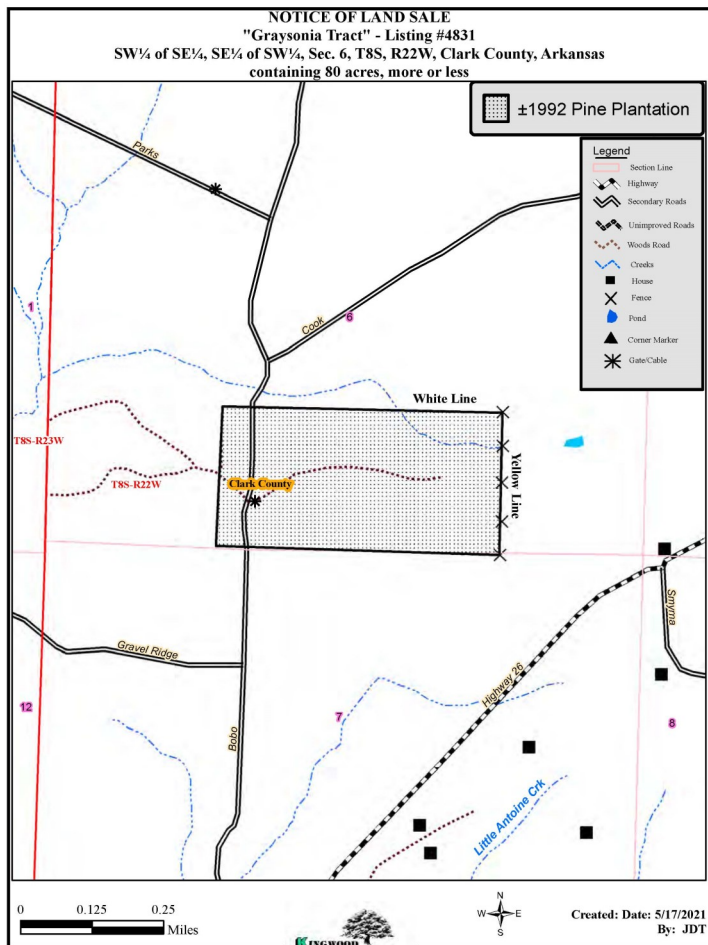 NOTICE OF LAND SALE
"Graysonia Tract" - Listing #4831
SW¼ of SE¼, SE¼ of SW¼, Sec. 6, T8S, R22W, Clark County, Arkansas
containing 80 acres, more or less
±1992 Pine Plantation
Legend
Section Line
Highway
Secondary Roads
Unimproved Roads
Woods Road
Creeks
House
Fence
Pond
Corner Marker
Gate/Cable
Parks
1
Cook
6
White Line
T8S-R23W
T8S-R22W
Clark County
Yellow Line
Smyrna
Gravel Ridge
Highway 26
12
Bobo
7
8
Little Antoine Crk
0 0.125 0.25
Miles
KINGWOOD
N
W E
S
Created: Date: 5/17/2021
By: JDT